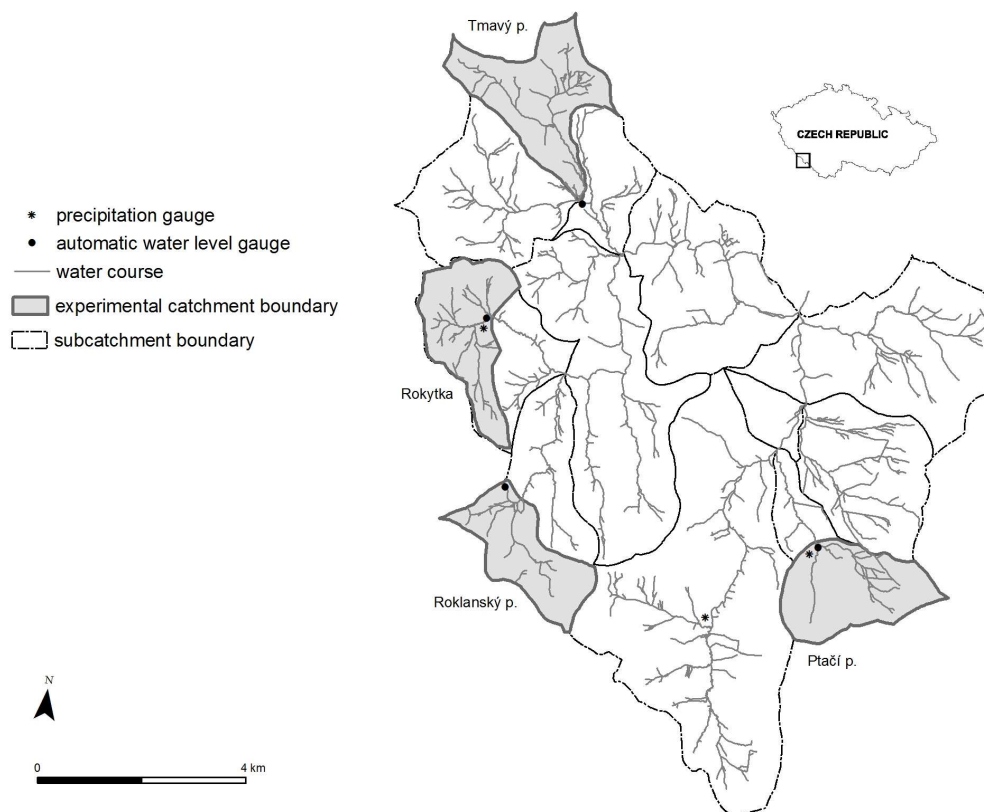 Tmavý p.
CZECH REPUBLIC
precipitation gauge
automatic water level gauge
water course
experimental catchment boundary
subcatchment boundary
Rokytka
Roklanský p.
Ptačí p.
N
0 4 km